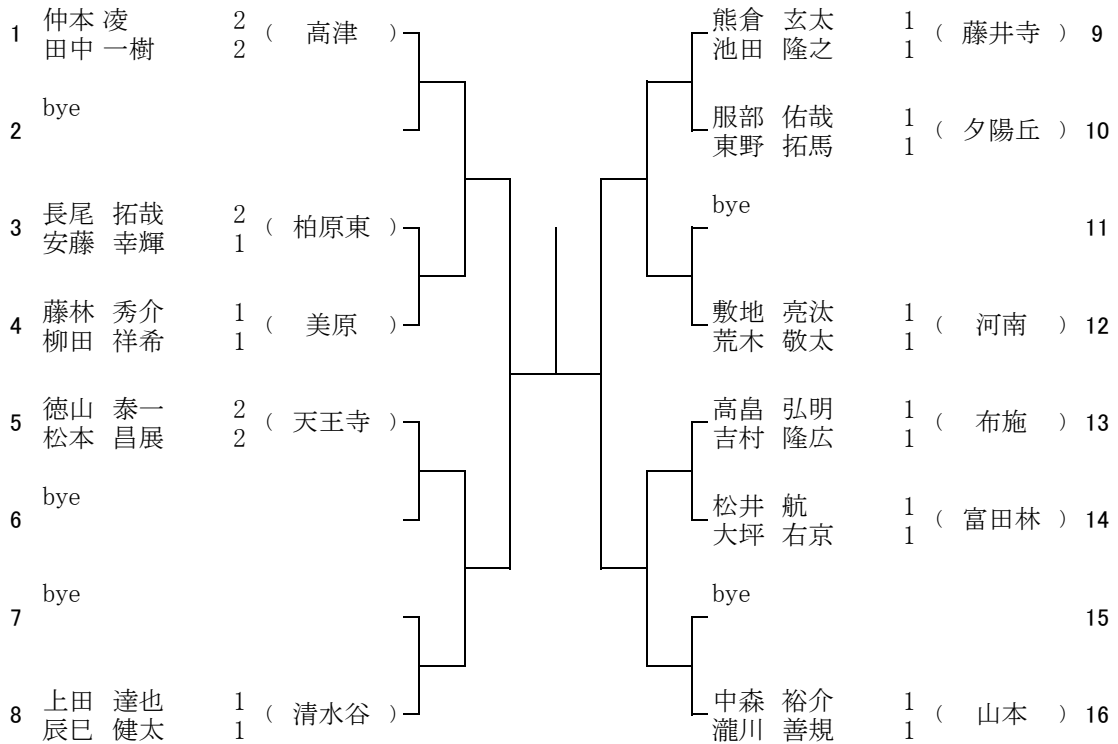 1 仲本 凌 2 ( 高津 )
田中 一樹 2
2 bye
3 長尾 拓哉 2 ( 柏原東 )
安藤 幸輝 1
4 藤林 秀介 1 ( 美原 )
柳田 祥希 1
5 徳山 泰一 2 ( 天王寺 )
松本 昌展 2
6 bye
7 bye
8 上田 達也 1 ( 清水谷 )
辰巳 健太 1
熊倉 玄太 1 ( 藤井寺 ) 9
池田 隆之 1
服部 佑哉 1 ( 夕陽丘 ) 10
東野 拓馬 1
bye 11
敷地 亮汰 1 ( 河南 ) 12
荒木 敬太 1
高畠 弘明 1 ( 布施 ) 13
吉村 隆広 1
松井 航 1 ( 富田林 ) 14
大坪 右京 1
bye 15
中森 裕介 1 ( 山本 ) 16
瀧川 善規 1